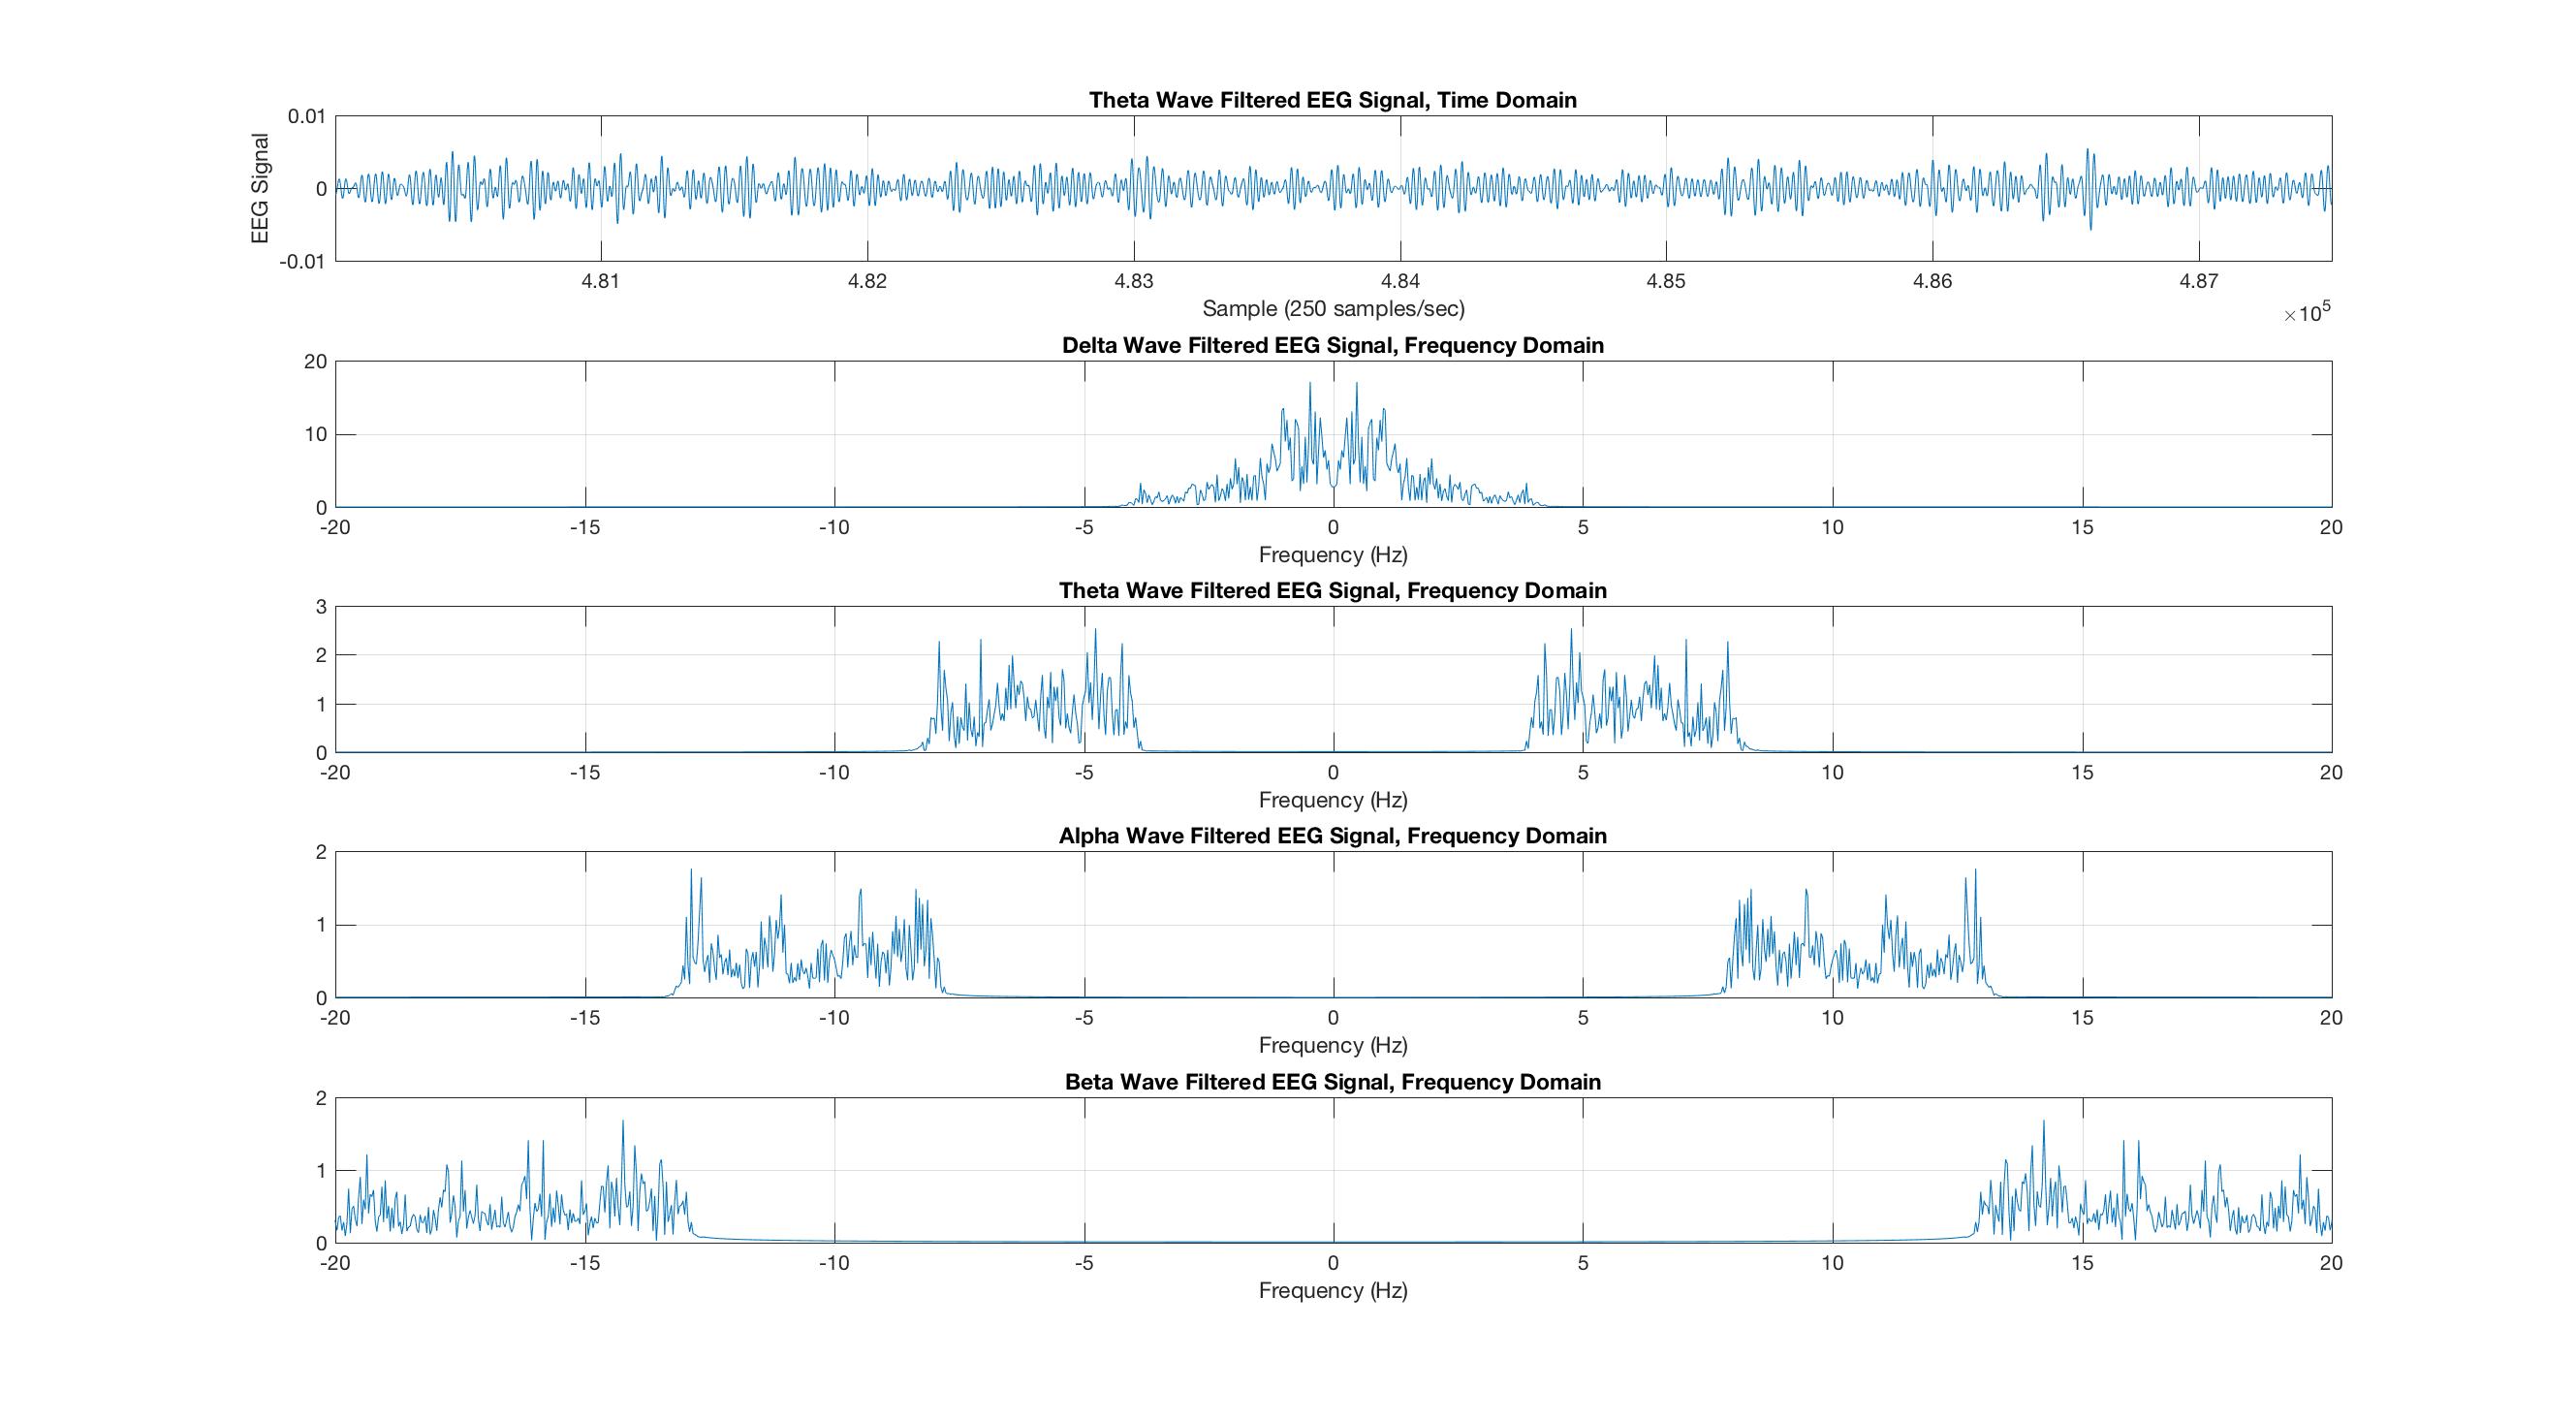 Theta Wave Filtered EEG Signal, Time Domain
EEG Signal
0.01
0
-0.01
4.81 4.82 4.83 4.84 4.85 4.86 4.87
Sample (250 samples/sec)
×10^5
Delta Wave Filtered EEG Signal, Frequency Domain
20
10
0
-20 -15 -10 -5 0 5 10 15 20
Frequency (Hz)
Theta Wave Filtered EEG Signal, Frequency Domain
3
2
1
0
-20 -15 -10 -5 0 5 10 15 20
Frequency (Hz)
Alpha Wave Filtered EEG Signal, Frequency Domain
2
1
0
-20 -15 -10 -5 0 5 10 15 20
Frequency (Hz)
Beta Wave Filtered EEG Signal, Frequency Domain
2
1
0
-20 -15 -10 -5 0 5 10 15 20
Frequency (Hz)